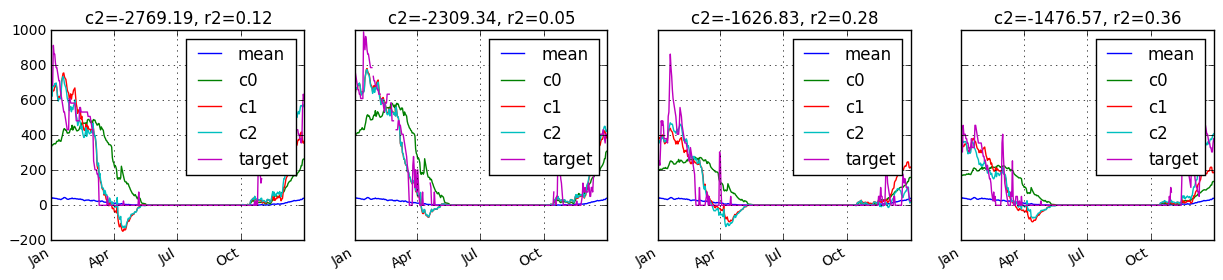 c2=-2769.19, r2=0.12
c2=-2309.34, r2=0.05
c2=-1626.83, r2=0.28
c2=-1476.57, r2=0.36
1000
800
600
400
200
0
−200
mean
c0
c1
c2
target
mean
c0
c1
c2
target
mean
c0
c1
c2
target
mean
c0
c1
c2
target
Jan
Apr
Jul
Oct
Jan
Apr
Jul
Oct
Jan
Apr
Jul
Oct
Jan
Apr
Jul
Oct